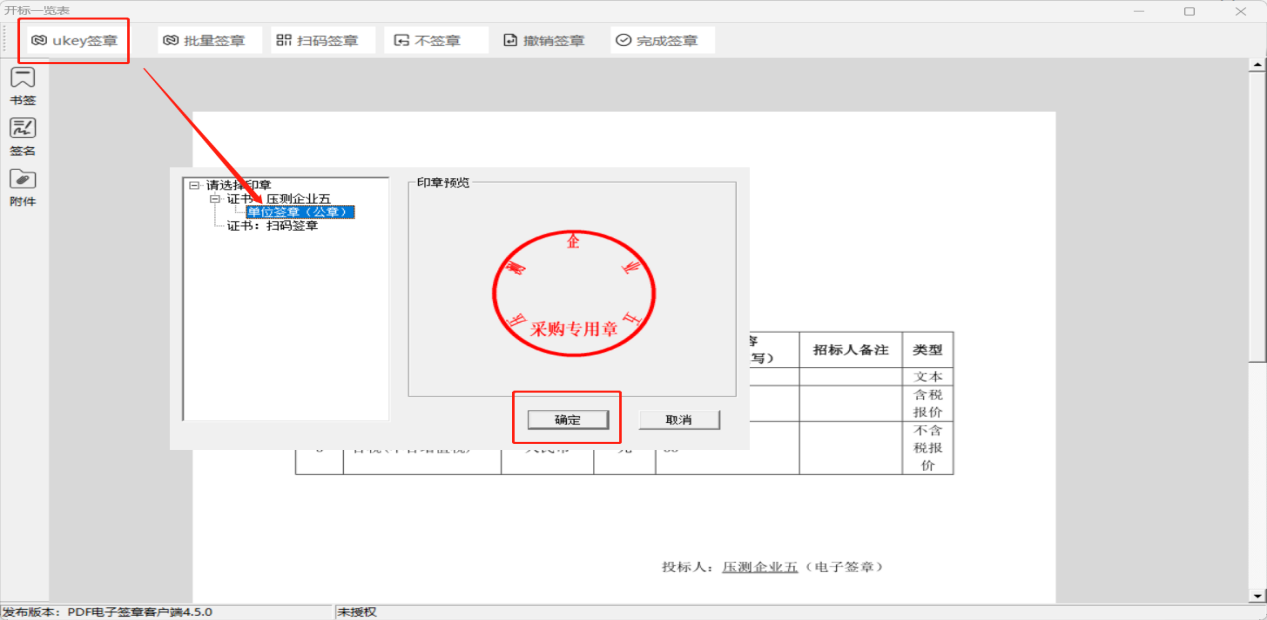 开标一览表
ukey签章 批量签章 扫码签章 不签章 撤销签章 完成签章
书签
签名
附件
请选择印章
证书：压测企业五
单位签章（公章）
证书：扫码签章
印章预览
压测企业五
采购专用章
确定 取消
写） 招标人备注 类型
文本
含税
报价
不含
税报
价
投标人：压测企业五（电子签章）
发布版本：PDF电子签章客户端4.5.0 未授权